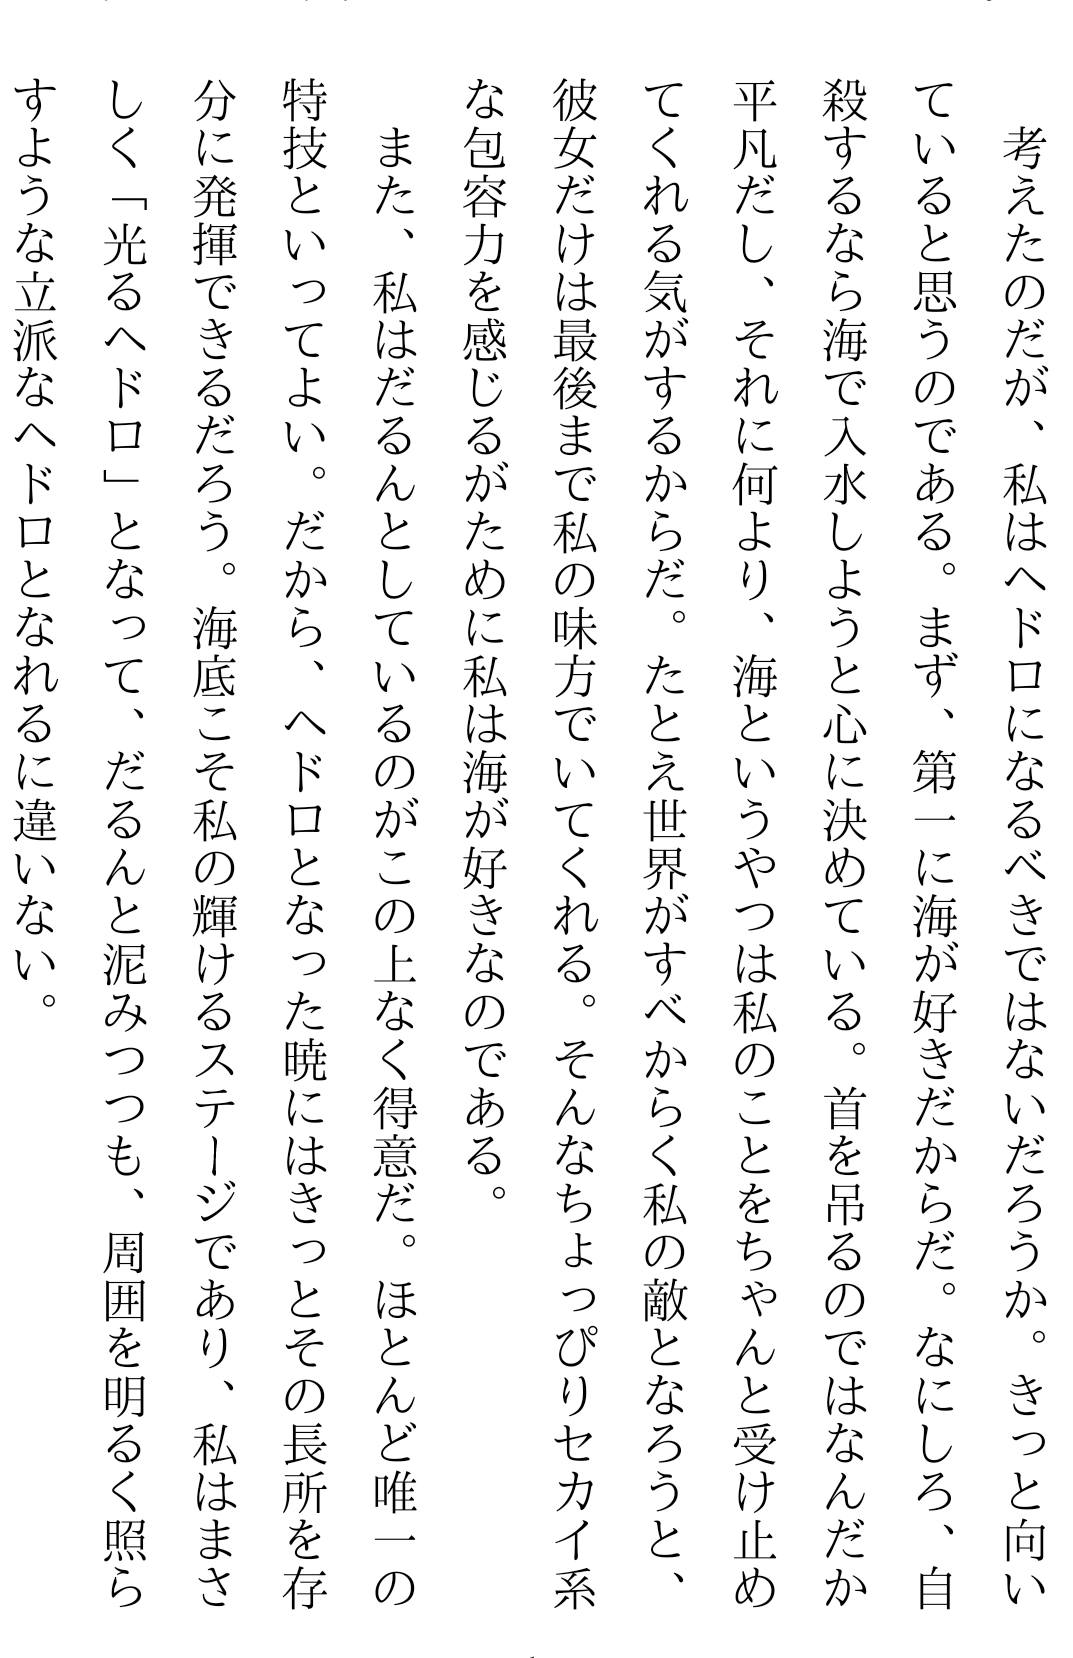 考えたのだが、私はヘドロになるべきではないだろうか。きっと向い
ていると思うのである。まず、第一に海が好きだからだ。なにしろ、自
殺するなら海で入水しようと心に決めている。首を吊るのではなんだか
平凡だし、それに何より、海というやつは私のことをちゃんと受け止め
てくれる気がするからだ。たとえ世界がすべからく私の敵となろうと、
彼女だけは最後まで私の味方でいてくれる。そんなちょっぴりセカイ系
な包容力を感じるがために私は海が好きなのである。
　また、私はだるんとしているのがこの上なく得意だ。ほとんど唯一の
特技といってよい。だから、ヘドロとなった暁にはきっとその長所を存
分に発揮できるだろう。海底こそ私の輝けるステージであり、私はまさ
しく「光るヘドロ」となって、だるんと泥みつつも、周囲を明るく照ら
すような立派なヘドロとなれるに違いない。